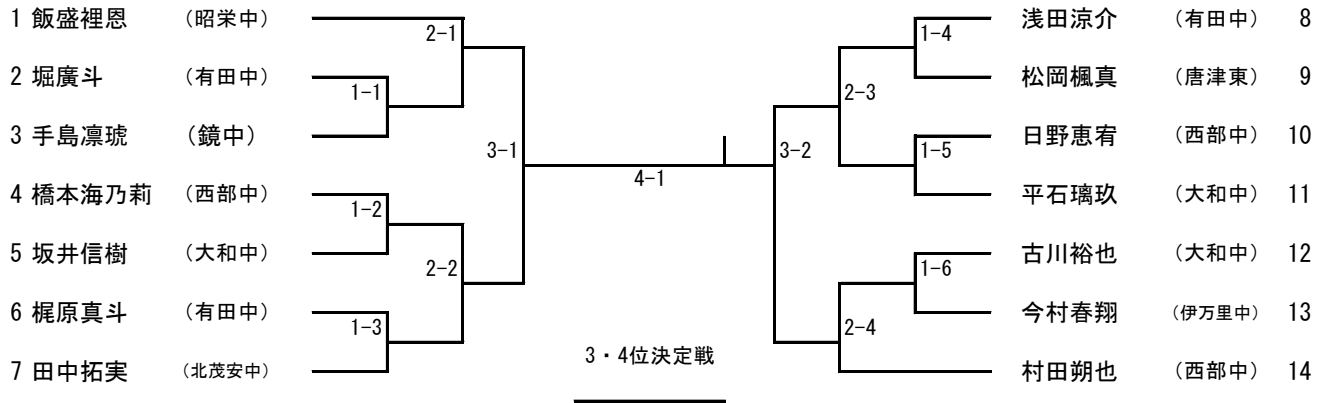 1 飯盛裡恩 (昭栄中)
2 堀廣斗 (有田中)
3 手島凛琥 (鏡中)
4 橋本海乃莉 (西部中)
5 坂井信樹 (大和中)
6 梶原真斗 (有田中)
7 田中拓実 (北茂安中)
2-1
1-1
3-1
1-2
2-2
1-3
4-1
3・4位決定戦
1-4
2-3
3-2
1-5
1-6
2-4
浅田涼介 (有田中) 8
松岡楓真 (唐津東) 9
日野恵宥 (西部中) 10
平石璃玖 (大和中) 11
古川裕也 (大和中) 12
今村春翔 (伊万里中) 13
村田朔也 (西部中) 14